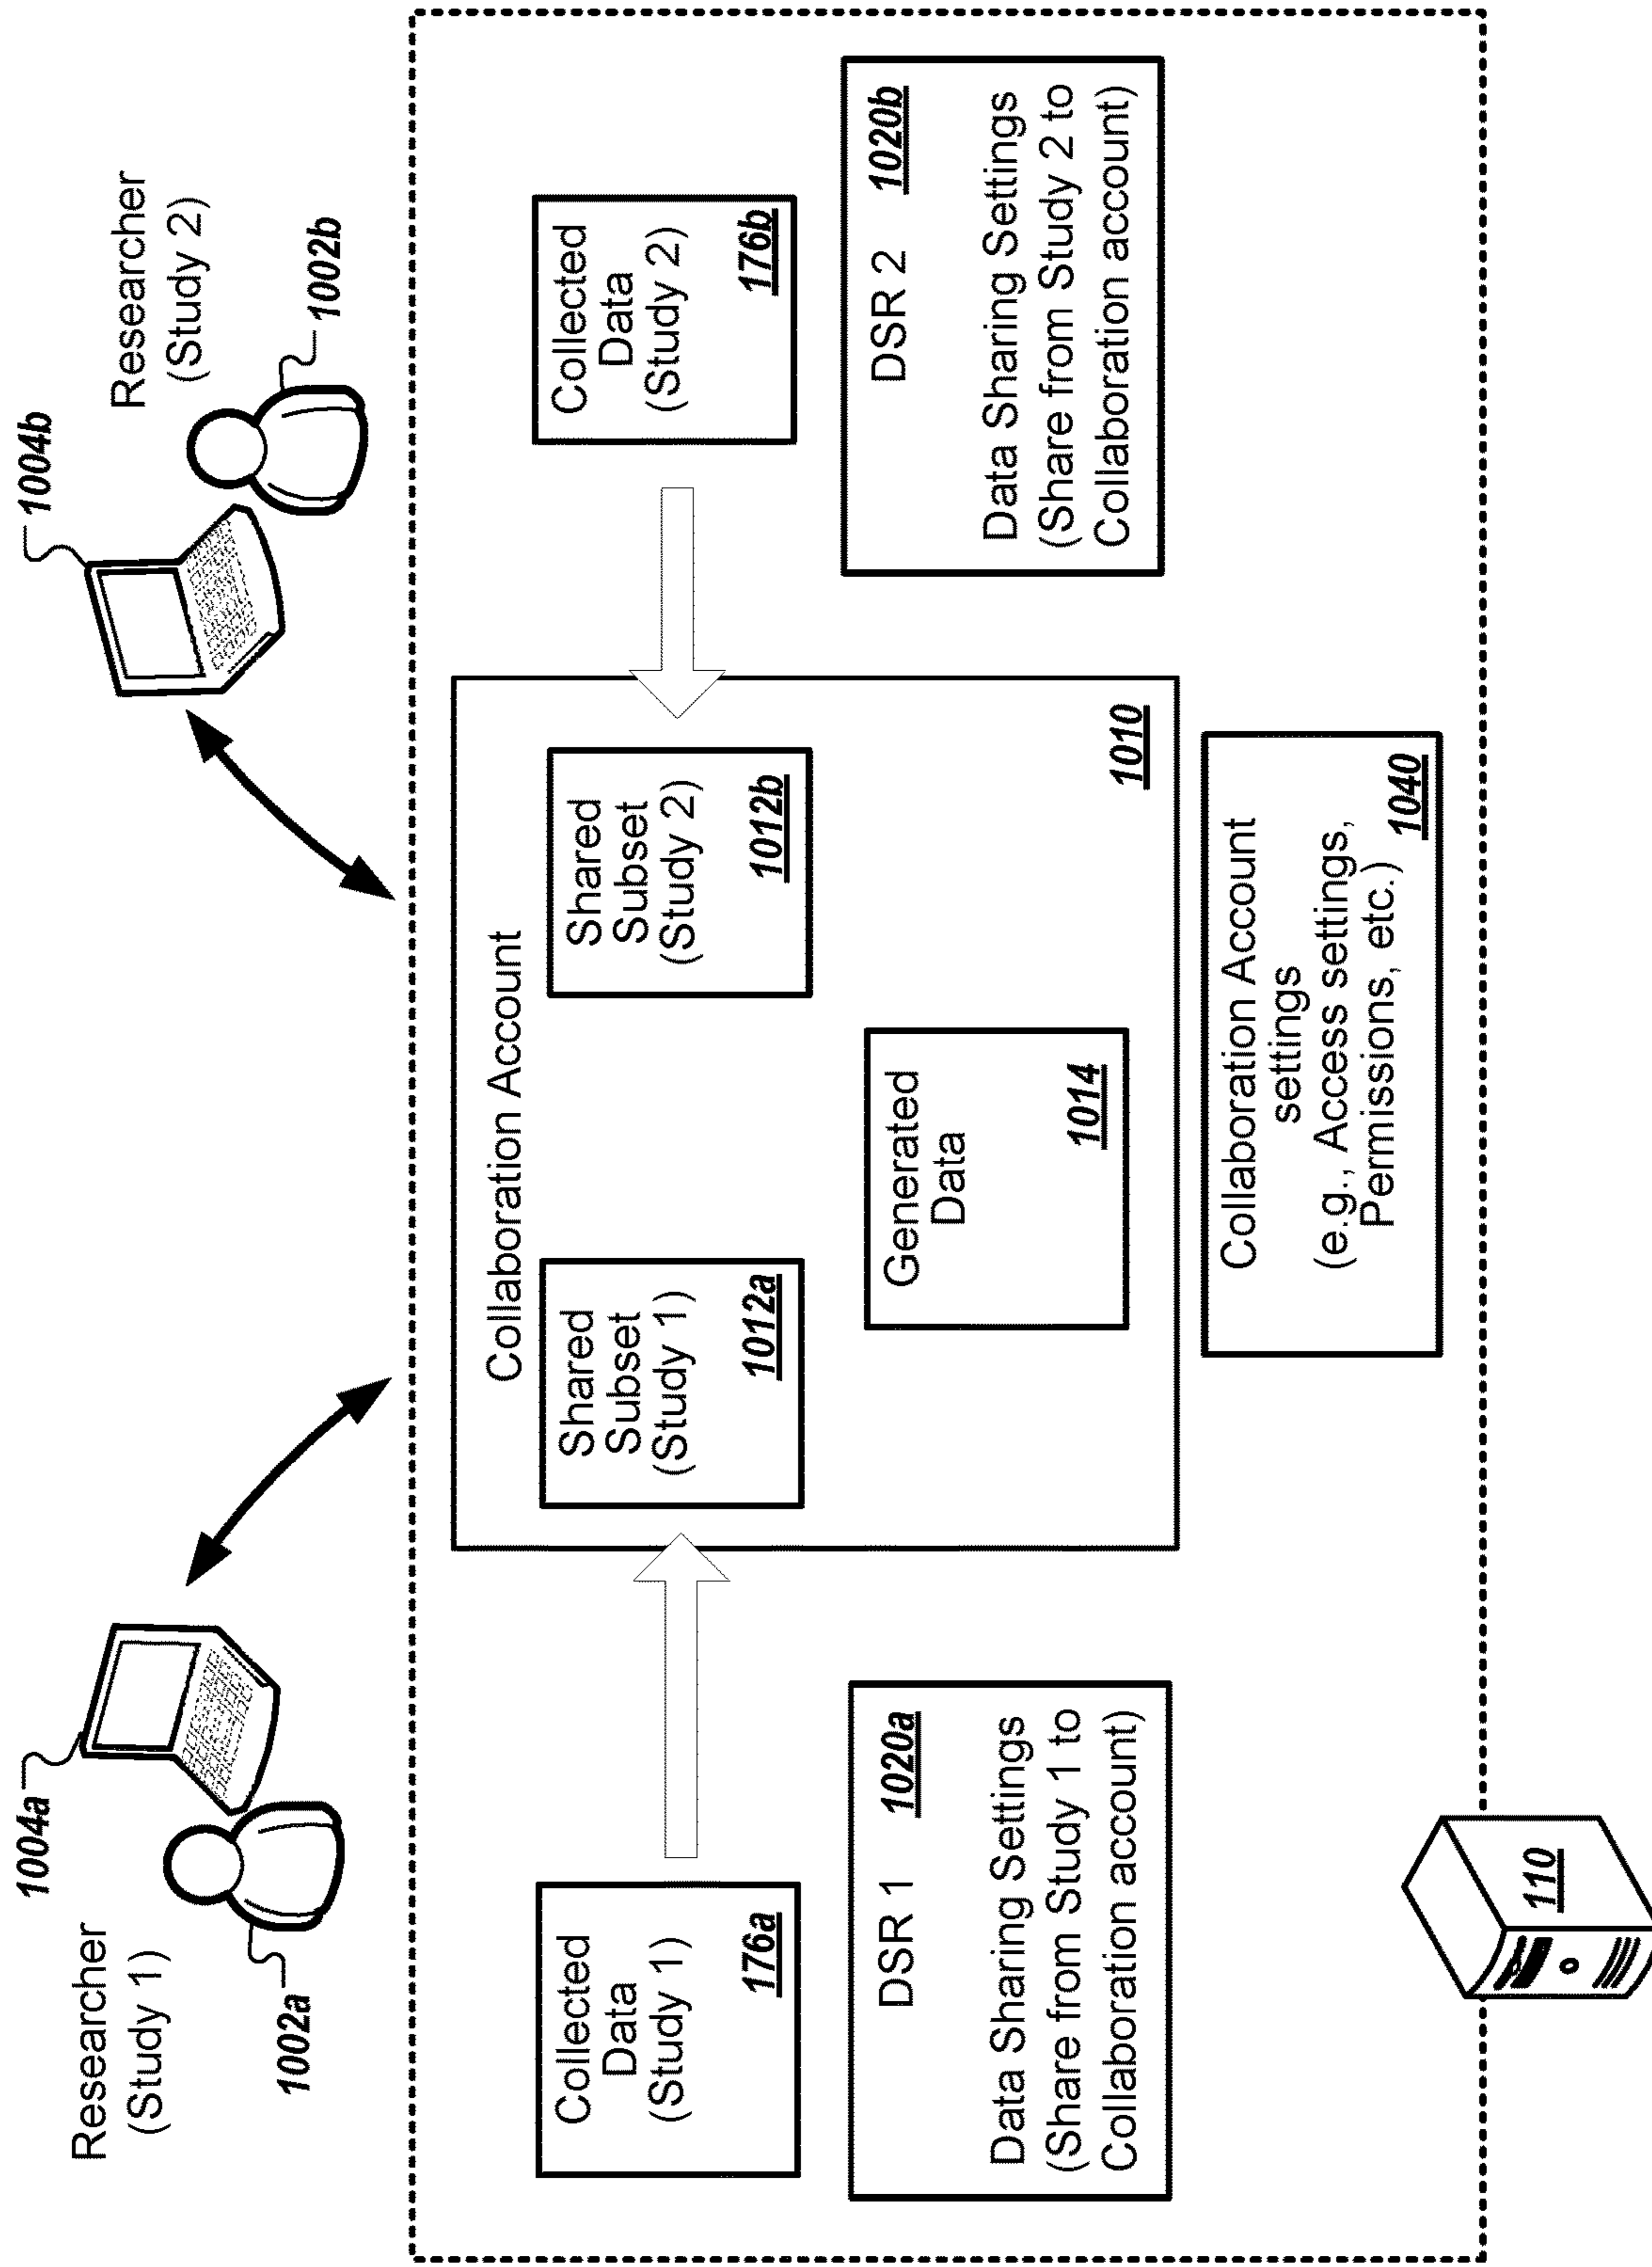 Researcher
(Study 1)
1004a
1002a
1004b
Researcher
(Study 2)
1002b
Collected
Data
(Study 1)
176a
DSR 1
1020a
Data Sharing Settings
(Share from Study 1 to
Collaboration account)
Collaboration Account
Shared
Subset
(Study 1)
1012a
Shared
Subset
(Study 2)
1012b
Generated
Data
1014
1010
Collaboration Account
settings
(e.g., Access settings,
Permissions, etc.)
1040
Collected
Data
(Study 2)
176b
DSR 2
1020b
Data Sharing Settings
(Share from Study 2 to
Collaboration account)
110